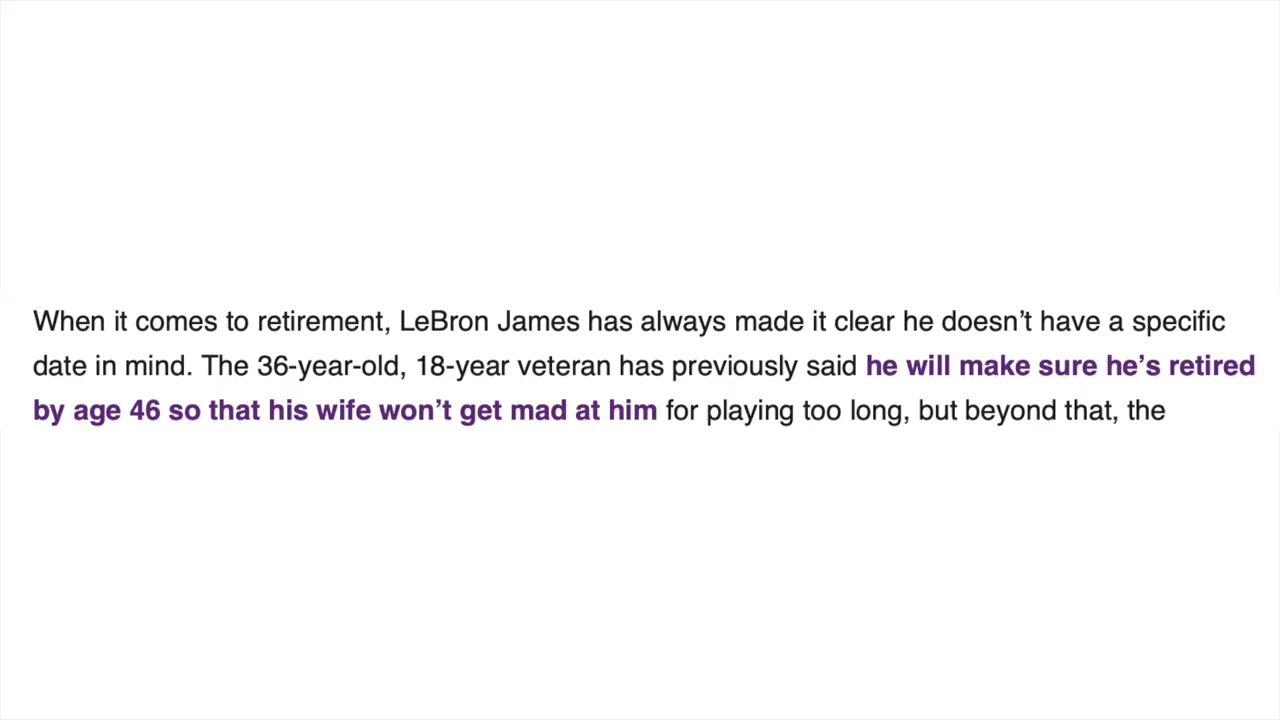 When it comes to retirement, LeBron James has always made it clear he doesn’t have a specific
date in mind. The 36-year-old, 18-year veteran has previously said he will make sure he’s retired
by age 46 so that his wife won’t get mad at him for playing too long, but beyond that, the